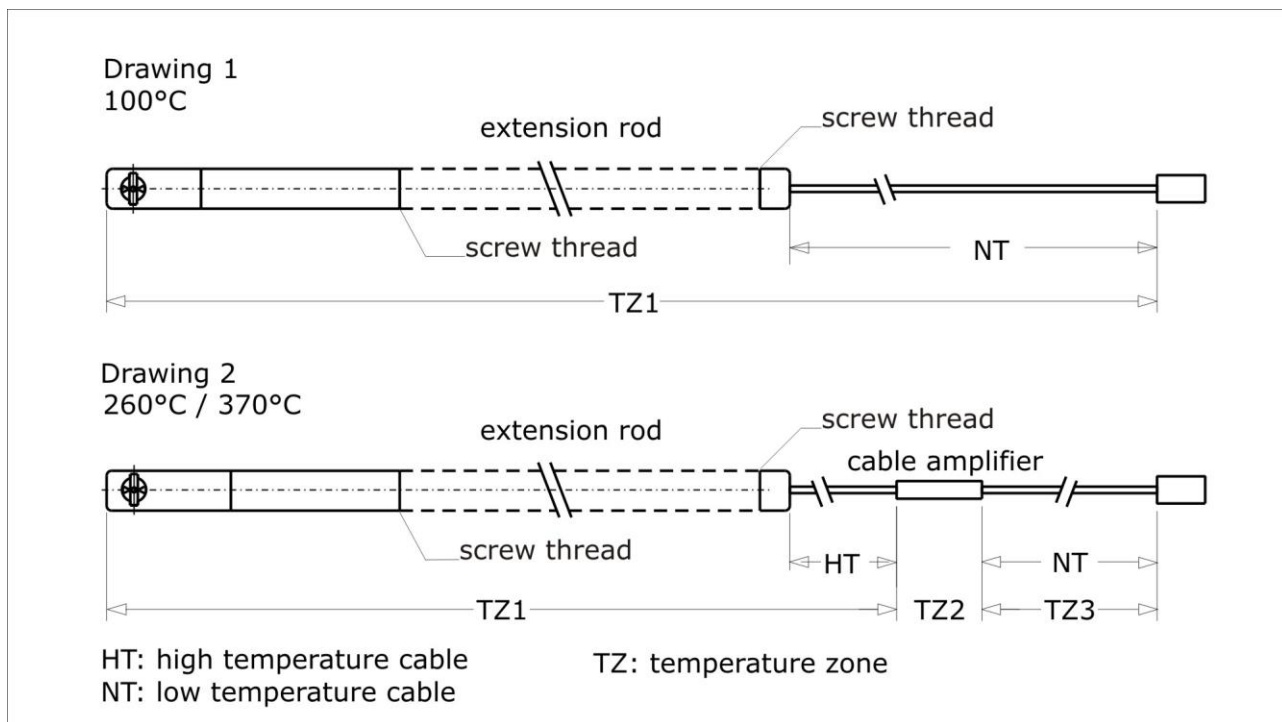 Drawing 1
100°C
extension rod
screw thread
screw thread
NT
TZ1
Drawing 2
260°C / 370°C
extension rod
screw thread
cable amplifier
screw thread
HT
NT
TZ1
TZ2
TZ3
HT: high temperature cable
TZ: temperature zone
NT: low temperature cable